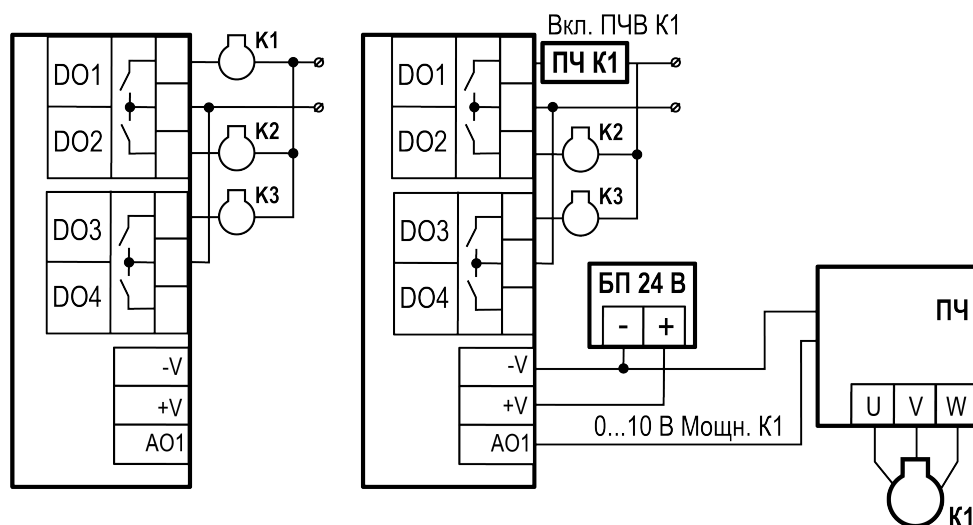 DO1
DO2
DO3
DO4
-V
+V
AO1
K1
K2
K3
Вкл. ПЧВ К1
DO1
DO2
DO3
DO4
-V
+V
AO1
ПЧ К1
K2
K3
БП 24 В
- +
0...10 В Мощн. К1
ПЧ
U V W
К1